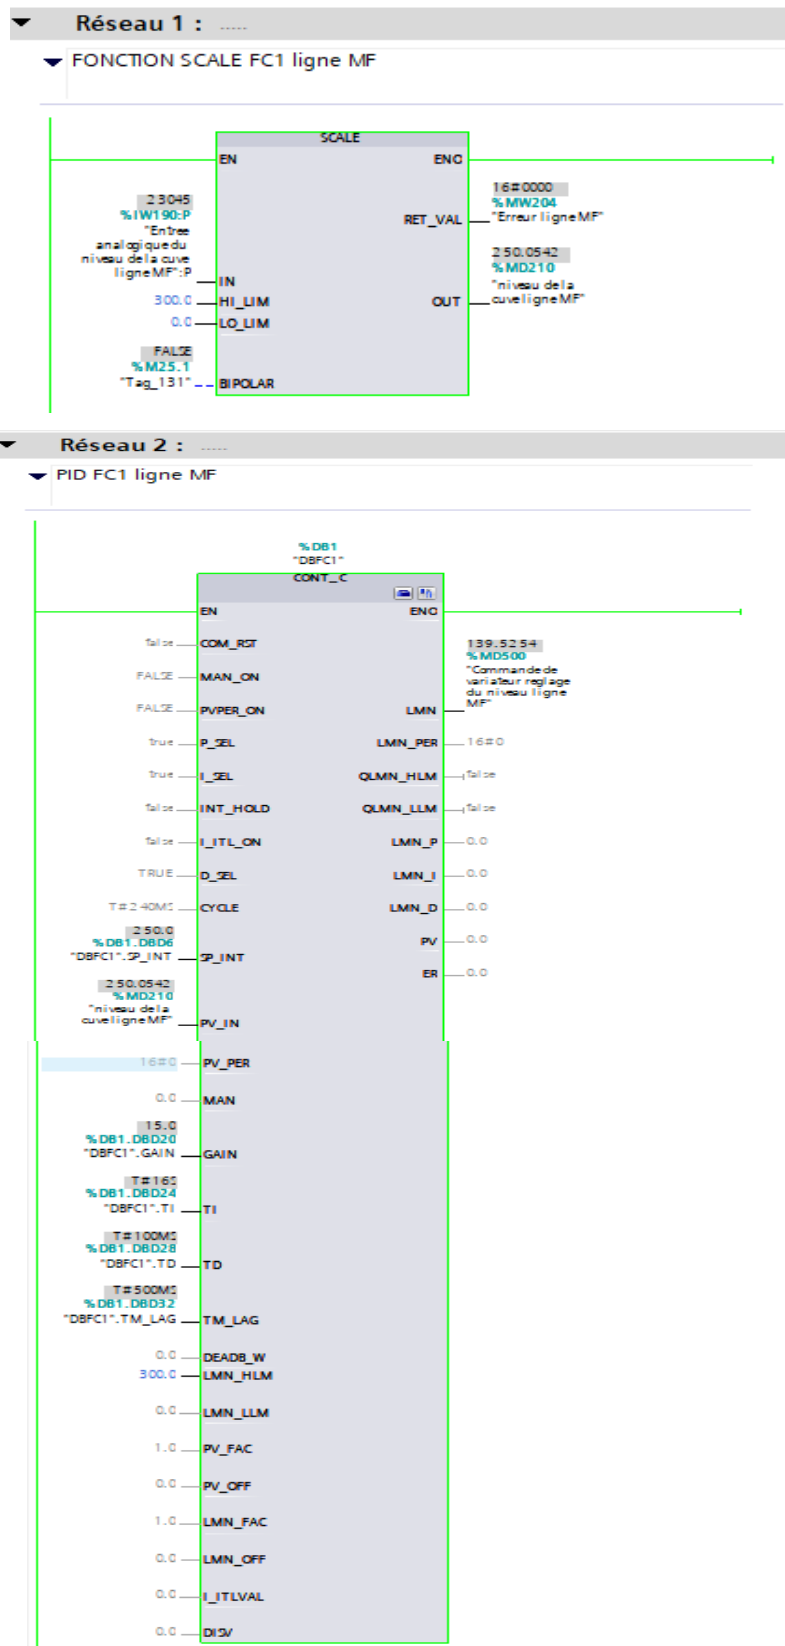 Réseau 1 : .....
FONCTION SCALE FC1 ligne MF
SCALE
EN ENO
23045
%IW190:P
"Entree
analogique du
niveau de la cuve
ligne MF":P
IN
300.0 HI_LIM
0.0 LO_LIM
FALSE
%M25.1
"Tag_131" BIPOLAR
16#0000
%MW204
RET_VAL "Erreur ligne MF"
250.0542
%MD210
"niveau de la
OUT cuve ligne MF"
Réseau 2 : .....
PID FC1 ligne MF
%DB1
"DBFC1"
CONT_C
EN ENO
false COM_RST
FALSE MAN_ON
FALSE PVPER_ON
true P_SEL
true I_SEL
false INT_HOLD
false I_ITL_ON
TRUE D_SEL
T#240MS CYCLE
250.0
%DB1.DBD6
"DBFC1".SP_INT SP_INT
250.0542
%MD210
"niveau de la
cuve ligne MF" PV_IN
139.5254
%MD500
"Commande de
variateur reglage
du niveau ligne
LMN MF"
LMN_PER 16#0
QLMN_HLM false
QLMN_LLM false
LMN_P 0.0
LMN_I 0.0
LMN_D 0.0
PV 0.0
ER 0.0
16#0 PV_PER
0.0 MAN
15.0
%DB1.DBD20
"DBFC1".GAIN GAIN
T#16S
%DB1.DBD24
"DBFC1".TI TI
T#100MS
%DB1.DBD28
"DBFC1".TD TD
T#500MS
%DB1.DBD32
"DBFC1".TM_LAG TM_LAG
0.0 DEADB_W
300.0 LMN_HLM
0.0 LMN_LLM
1.0 PV_FAC
0.0 PV_OFF
1.0 LMN_FAC
0.0 LMN_OFF
0.0 I_ITLVAL
0.0 DISV